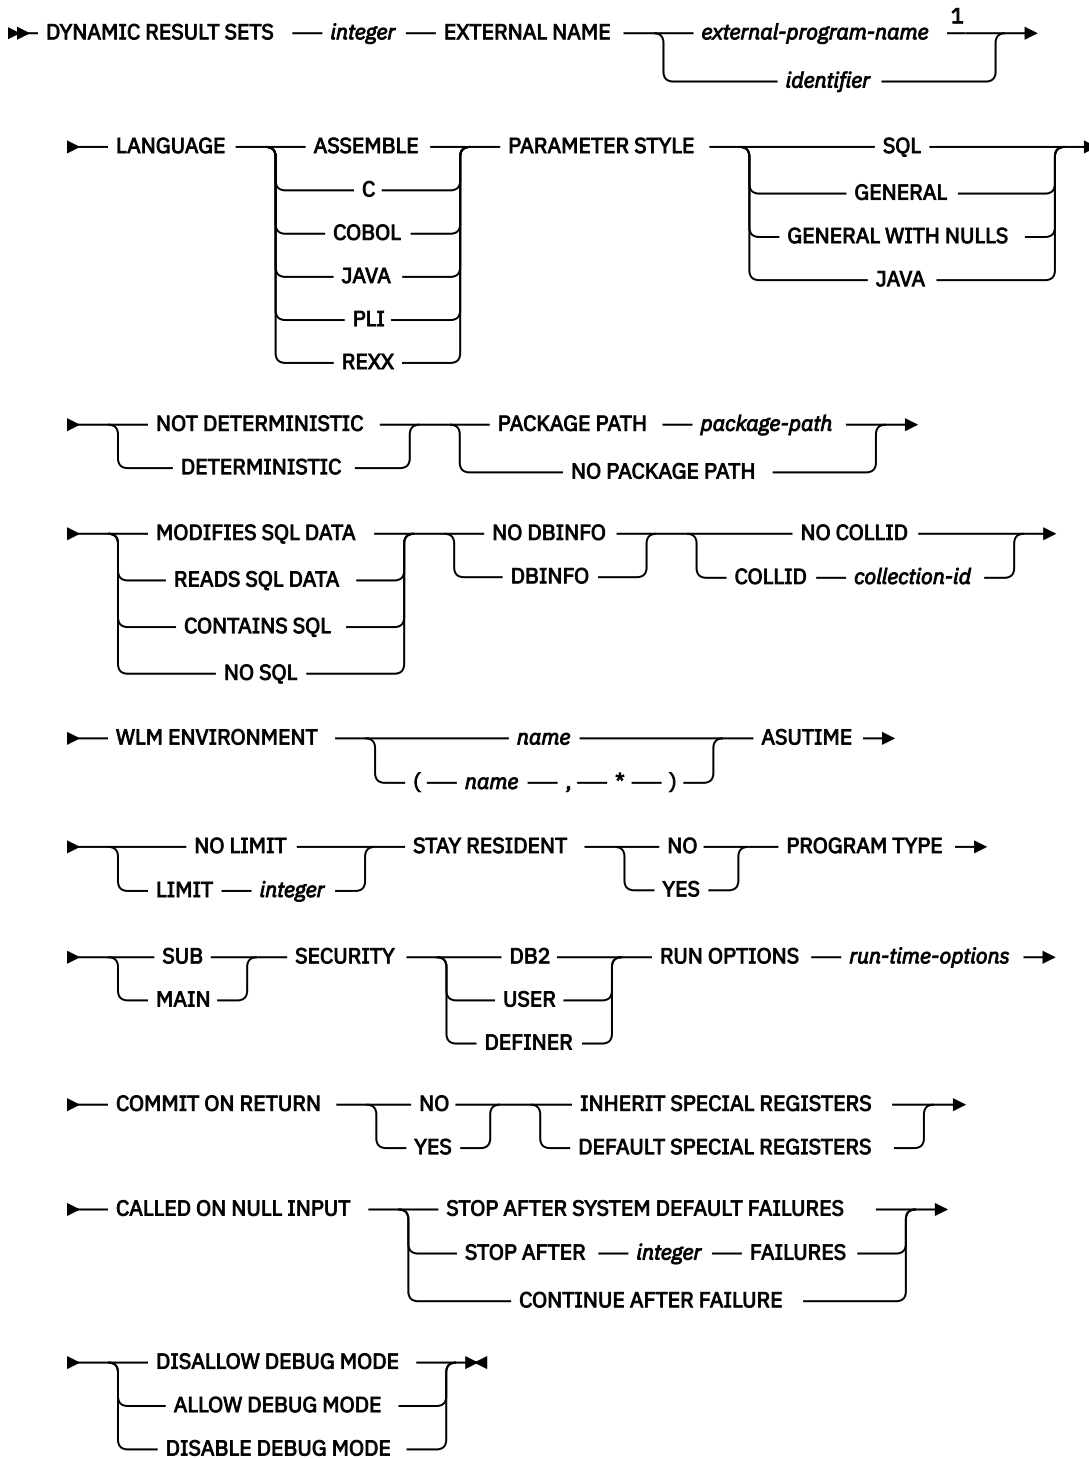 DYNAMIC RESULT SETS integer EXTERNAL NAME external-program-name 1
identifier
LANGUAGE ASSEMBLE PARAMETER STYLE SQL
C GENERAL
COBOL GENERAL WITH NULLS
JAVA JAVA
PLI
REXX
NOT DETERMINISTIC PACKAGE PATH package-path
DETERMINISTIC NO PACKAGE PATH
MODIFIES SQL DATA NO DBINFO NO COLLID
READS SQL DATA DBINFO COLLID collection-id
CONTAINS SQL
NO SQL
WLM ENVIRONMENT name ASUTIME
( name , * )
NO LIMIT STAY RESIDENT NO PROGRAM TYPE
LIMIT integer YES
SUB SECURITY DB2 RUN OPTIONS run-time-options
MAIN USER
DEFINER
COMMIT ON RETURN NO INHERIT SPECIAL REGISTERS
YES DEFAULT SPECIAL REGISTERS
CALLED ON NULL INPUT STOP AFTER SYSTEM DEFAULT FAILURES
STOP AFTER integer FAILURES
CONTINUE AFTER FAILURE
DISALLOW DEBUG MODE
ALLOW DEBUG MODE
DISABLE DEBUG MODE